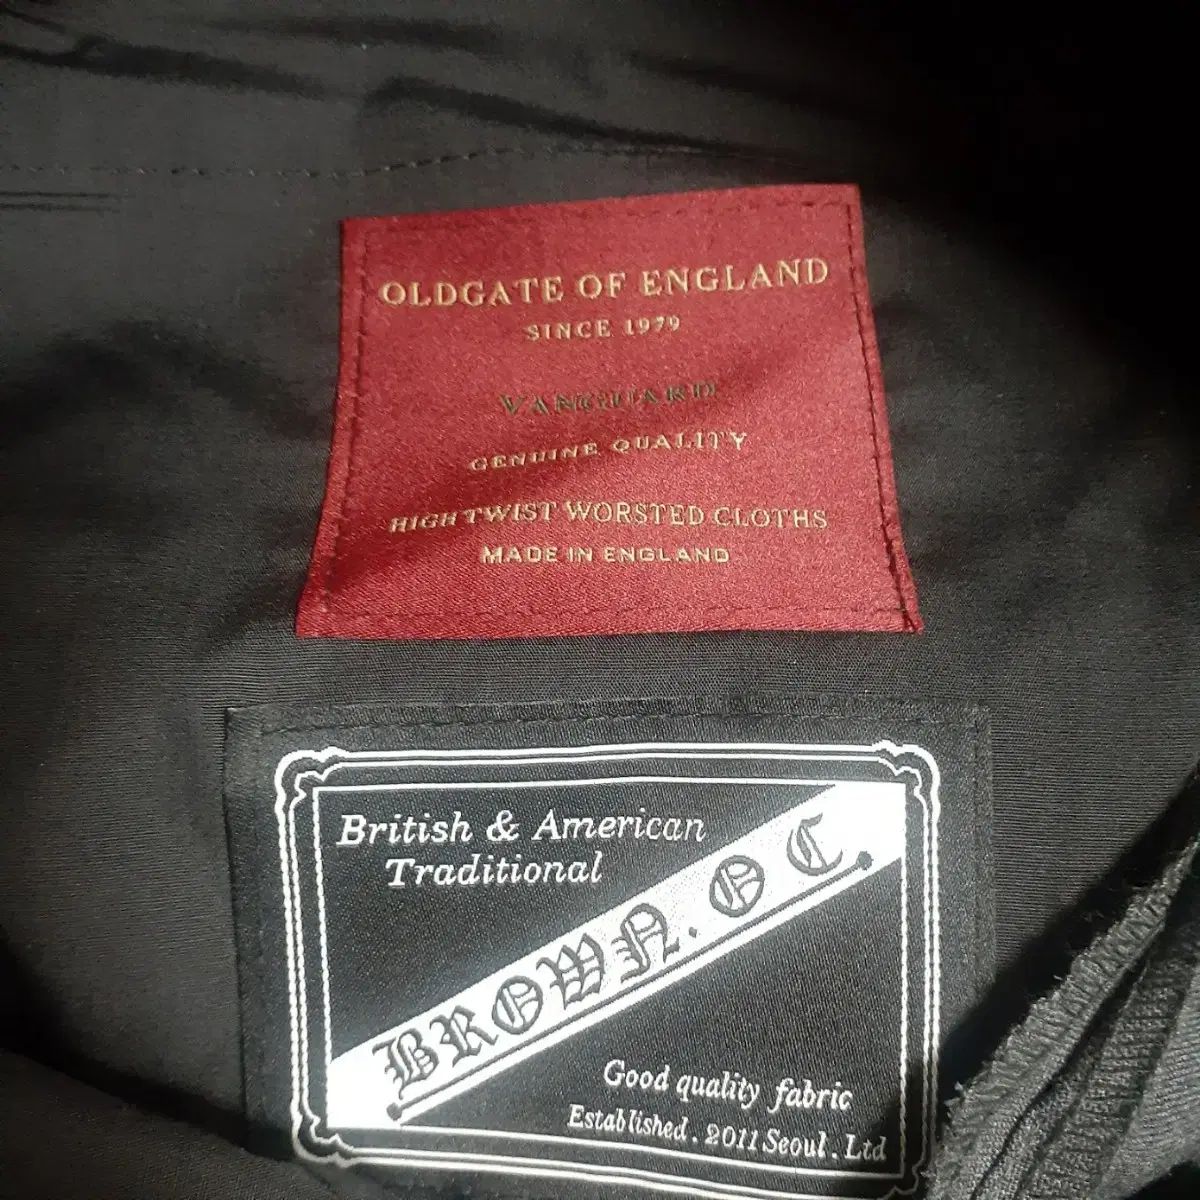 OLDGATE OF ENGLAND
SINCE 1979
VANGUARD
GENUINE QUALITY
HIGH TWIST WORSTED CLOTHS
MADE IN ENGLAND
British & American
Traditional
BROWN. OC.
Good quality fabric
Established. 2011 Seoul. Ltd